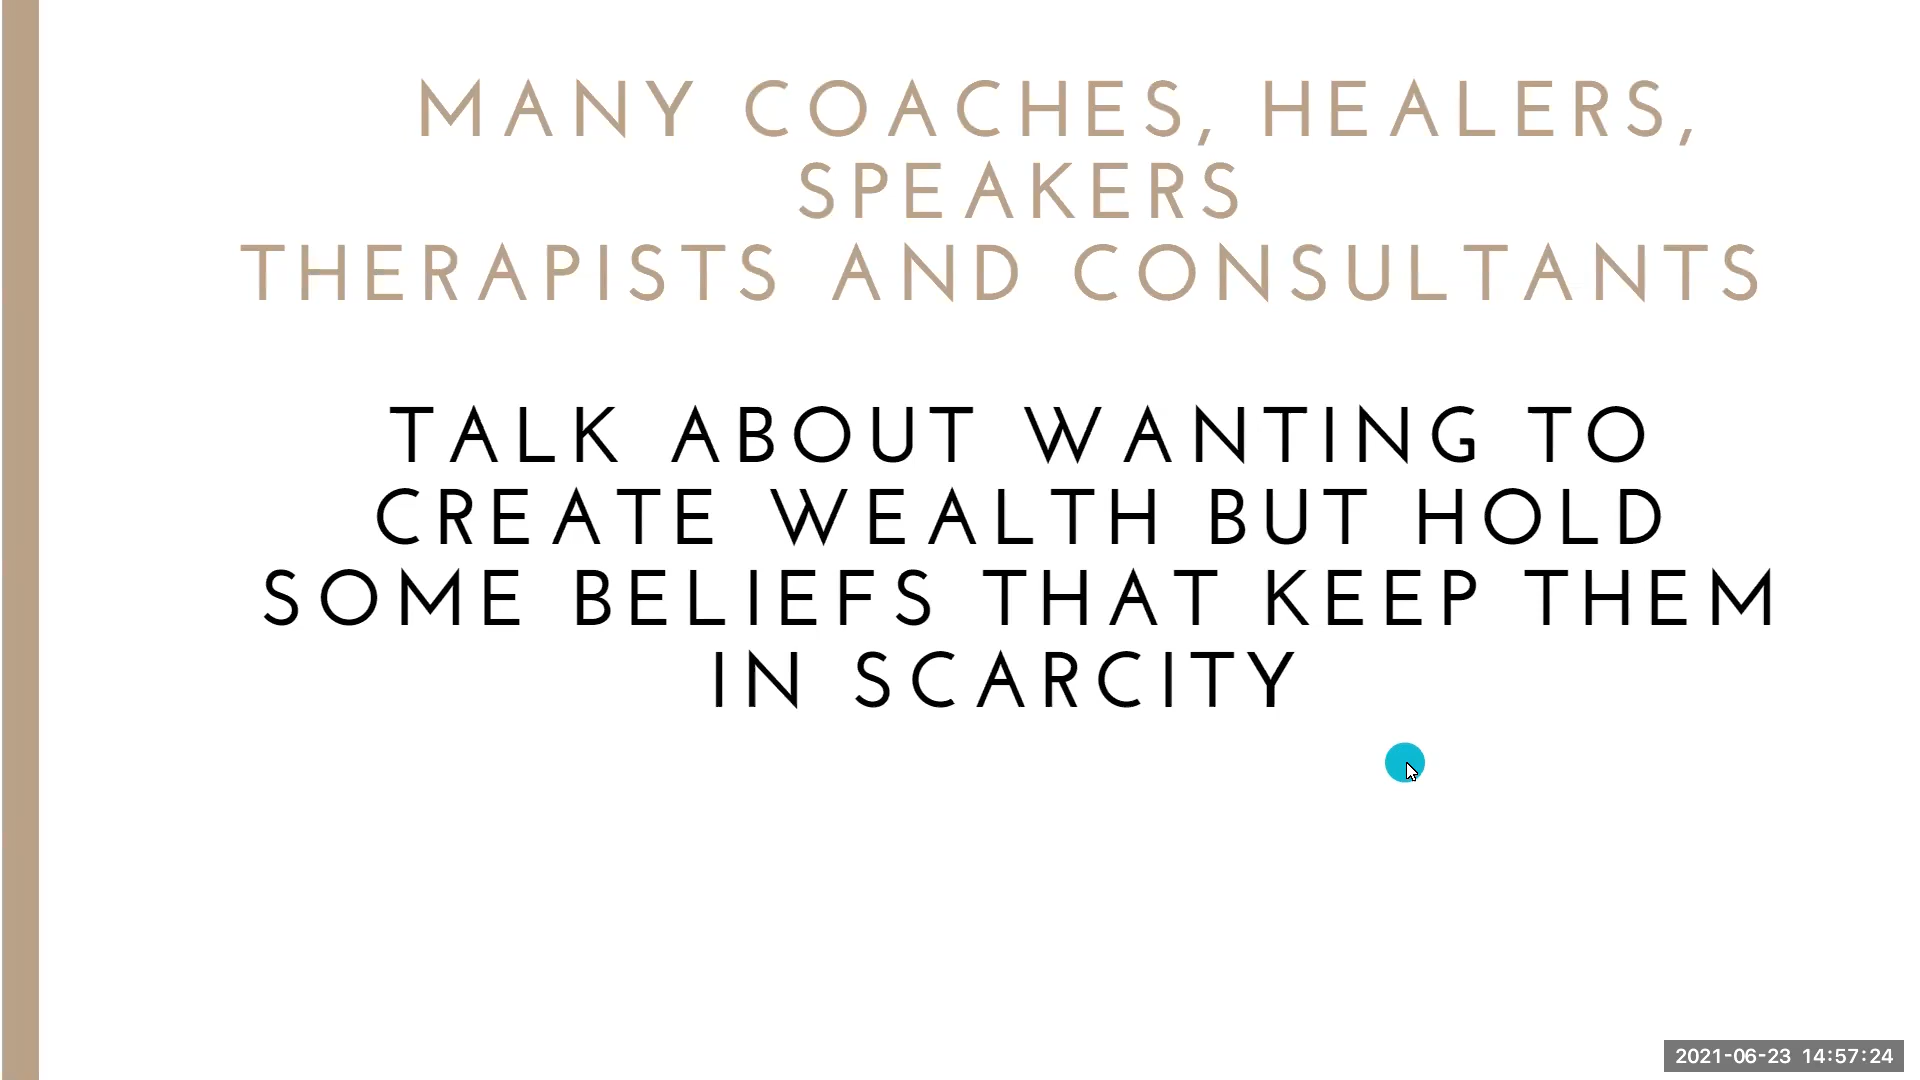 MANY COACHES, HEALERS,
SPEAKERS
THERAPISTS AND CONSULTANTS
TALK ABOUT WANTING TO
CREATE WEALTH BUT HOLD
SOME BELIEFS THAT KEEP THEM
IN SCARCITY
2021-06-23 14:57:24